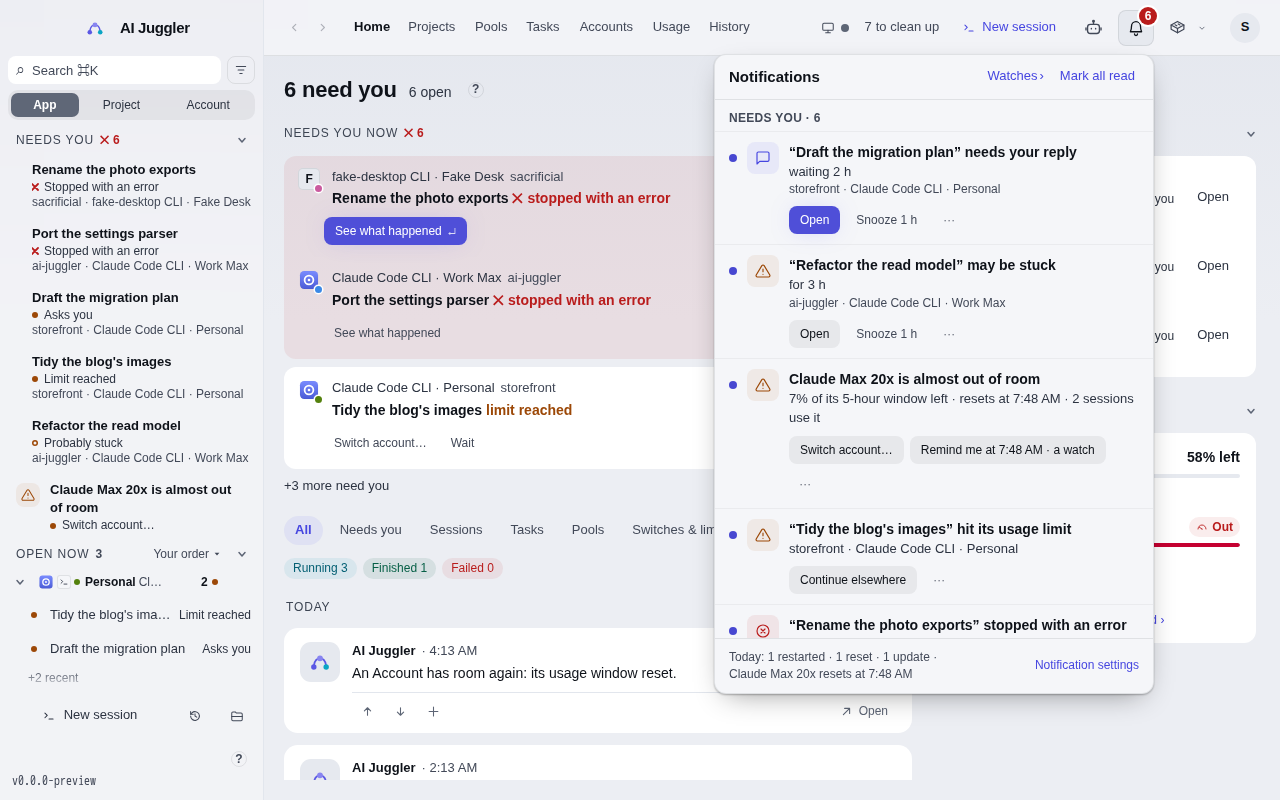 AI Juggler
Search ⌘K
App
Project
Account
NEEDS YOU 6
Rename the photo exports
Stopped with an error
sacrificial · fake-desktop CLI · Fake Desk
Port the settings parser
Stopped with an error
ai-juggler · Claude Code CLI · Work Max
Draft the migration plan
Asks you
storefront · Claude Code CLI · Personal
Tidy the blog's images
Limit reached
storefront · Claude Code CLI · Personal
Refactor the read model
Probably stuck
ai-juggler · Claude Code CLI · Work Max
Claude Max 20x is almost out
of room
Switch account…
OPEN NOW 3
Your order
Personal Cl…
2
Tidy the blog's ima…
Limit reached
Draft the migration plan
Asks you
+2 recent
New session
?
v0.0.0-preview
Home
Projects
Pools
Tasks
Accounts
Usage
History
7 to clean up
New session
6
S
6 need you
6 open
?
NEEDS YOU NOW 6
F
fake-desktop CLI · Fake Desk sacrificial
Rename the photo exports stopped with an error
See what happened
Claude Code CLI · Work Max ai-juggler
Port the settings parser stopped with an error
See what happened
Claude Code CLI · Personal storefront
Tidy the blog's images limit reached
Switch account…
Wait
+3 more need you
All
Needs you
Sessions
Tasks
Pools
Switches & lim
Running 3
Finished 1
Failed 0
TODAY
AI Juggler · 4:13 AM
An Account has room again: its usage window reset.
Open
AI Juggler · 2:13 AM
Notifications
Watches ›
Mark all read
NEEDS YOU · 6
“Draft the migration plan” needs your reply
waiting 2 h
storefront · Claude Code CLI · Personal
Open
Snooze 1 h
···
“Refactor the read model” may be stuck
for 3 h
ai-juggler · Claude Code CLI · Work Max
Open
Snooze 1 h
···
Claude Max 20x is almost out of room
7% of its 5-hour window left · resets at 7:48 AM · 2 sessions
use it
Switch account…
Remind me at 7:48 AM · a watch
···
“Tidy the blog's images” hit its usage limit
storefront · Claude Code CLI · Personal
Continue elsewhere
···
“Rename the photo exports” stopped with an error
Today: 1 restarted · 1 reset · 1 update ·
Claude Max 20x resets at 7:48 AM
Notification settings
you
Open
you
Open
you
Open
58% left
Out
d ›